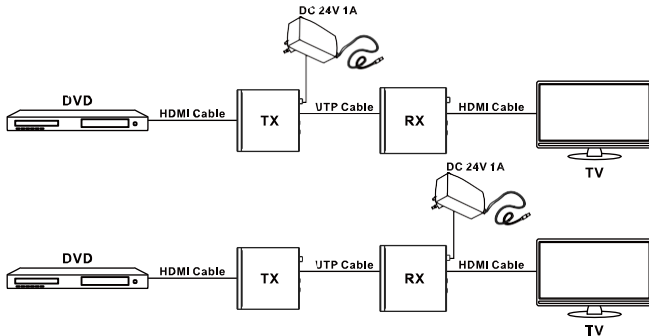 DC 24V 1A
DVD
HDMI Cable
TX
UTP Cable
RX
HDMI Cable
TV
DC 24V 1A
DVD
HDMI Cable
TX
UTP Cable
RX
HDMI Cable
TV